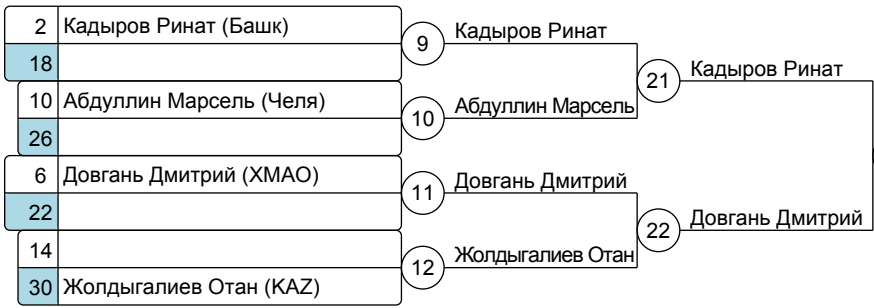 2 Кадыров Ринат (Башк)
18
10 Абдуллин Марсель (Челя)
26
6 Довгань Дмитрий (ХМАО)
22
14
30 Жолдыгалиев Отан (KAZ)
9 Кадыров Ринат
10 Абдуллин Марсель
11 Довгань Дмитрий
12 Жолдыгалиев Отан
21 Кадыров Ринат
22 Довгань Дмитрий